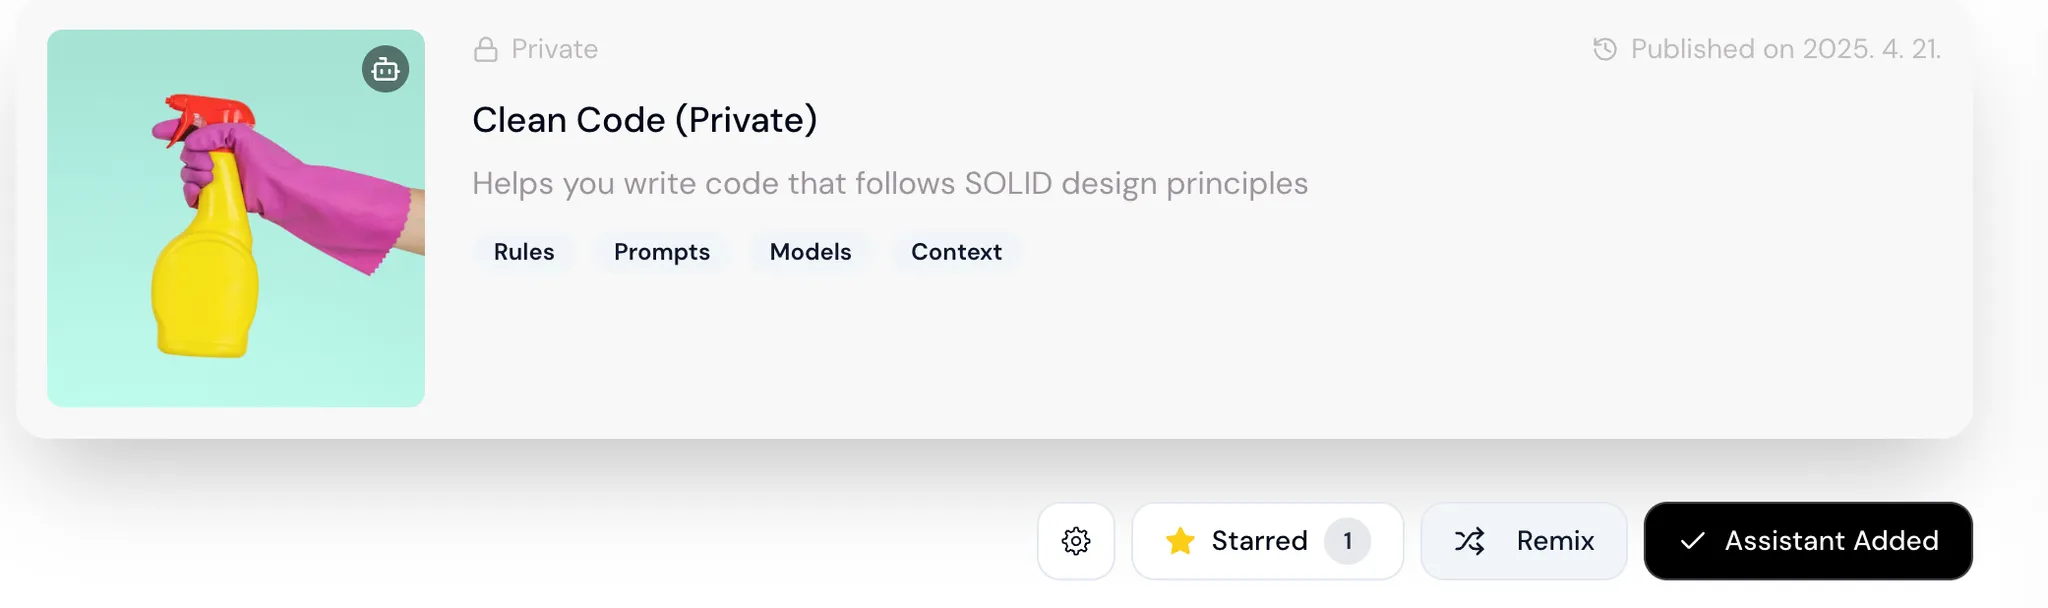 Private
Published on 2025. 4. 21.
Clean Code (Private)
Helps you write code that follows SOLID design principles
Rules Prompts Models Context
Starred 1 Remix Assistant Added